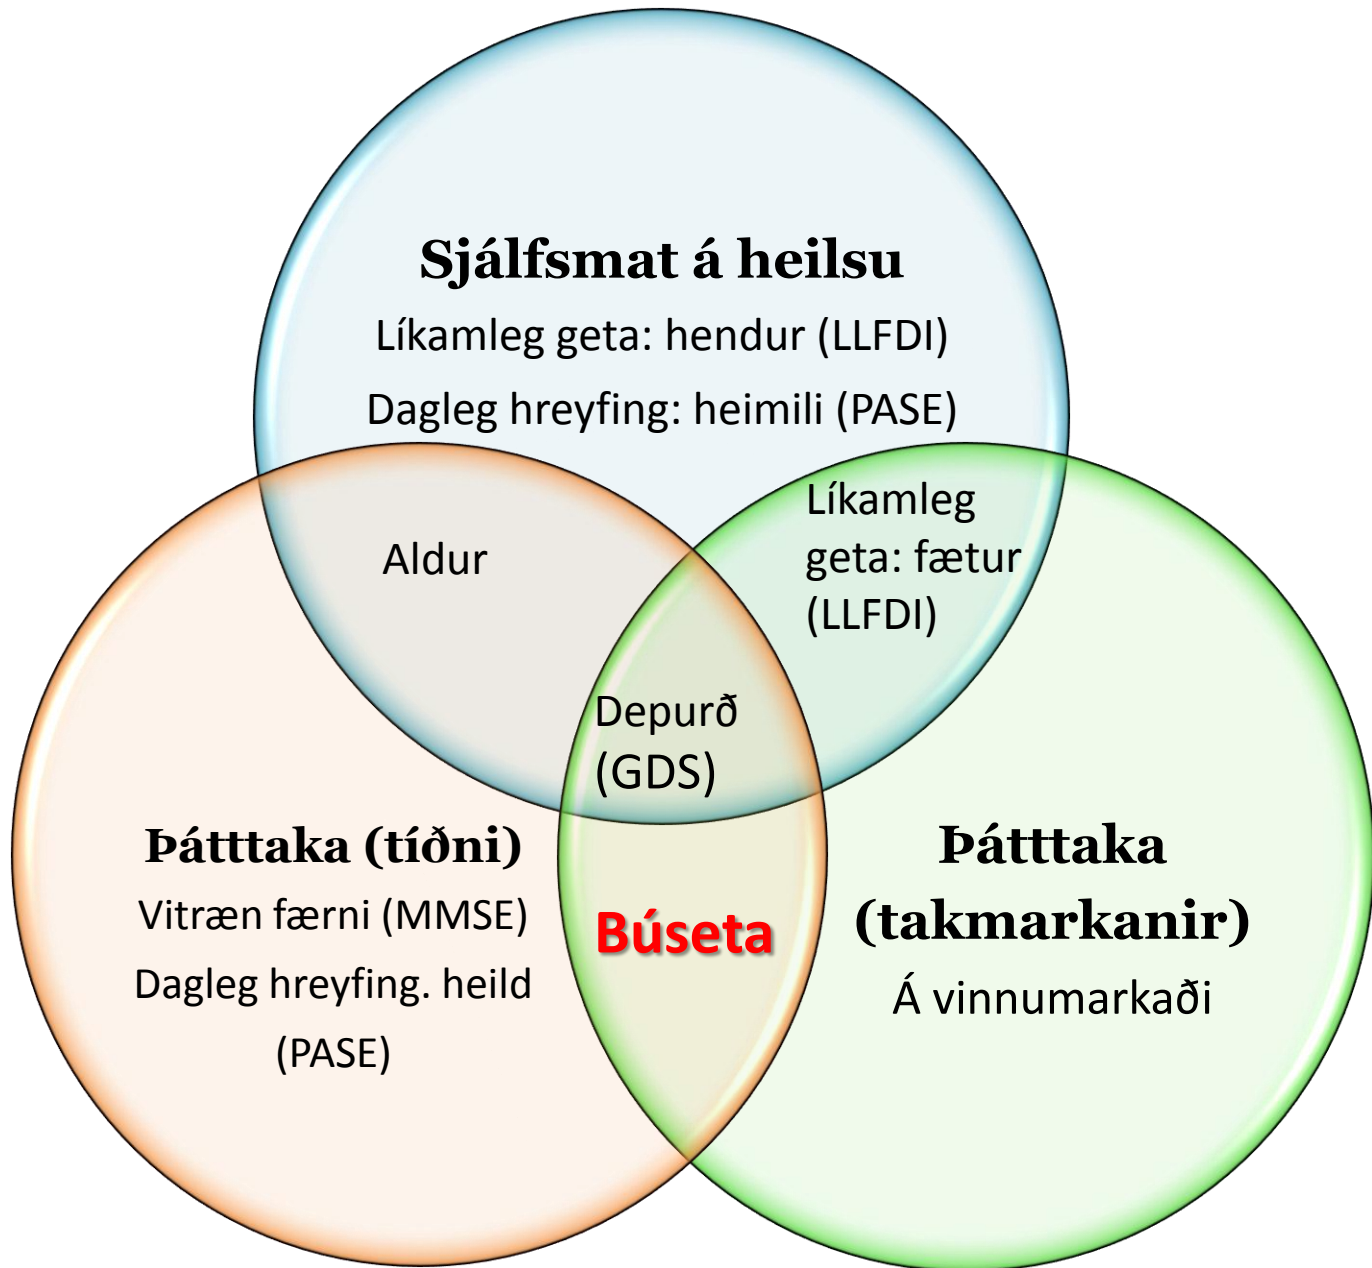 Sjálfsmat á heilsu
Líkamleg geta: hendur (LLFDI)
Dagleg hreyfing: heimili (PASE)
Líkamleg
geta: fætur
(LLFDI)
Aldur
Depurð
(GDS)
Þátttaka (tíðni)
Vitræn færni (MMSE)
Dagleg hreyfing. heild
(PASE)
Búseta
Þátttaka
(takmarkanir)
Á vinnumarkaði